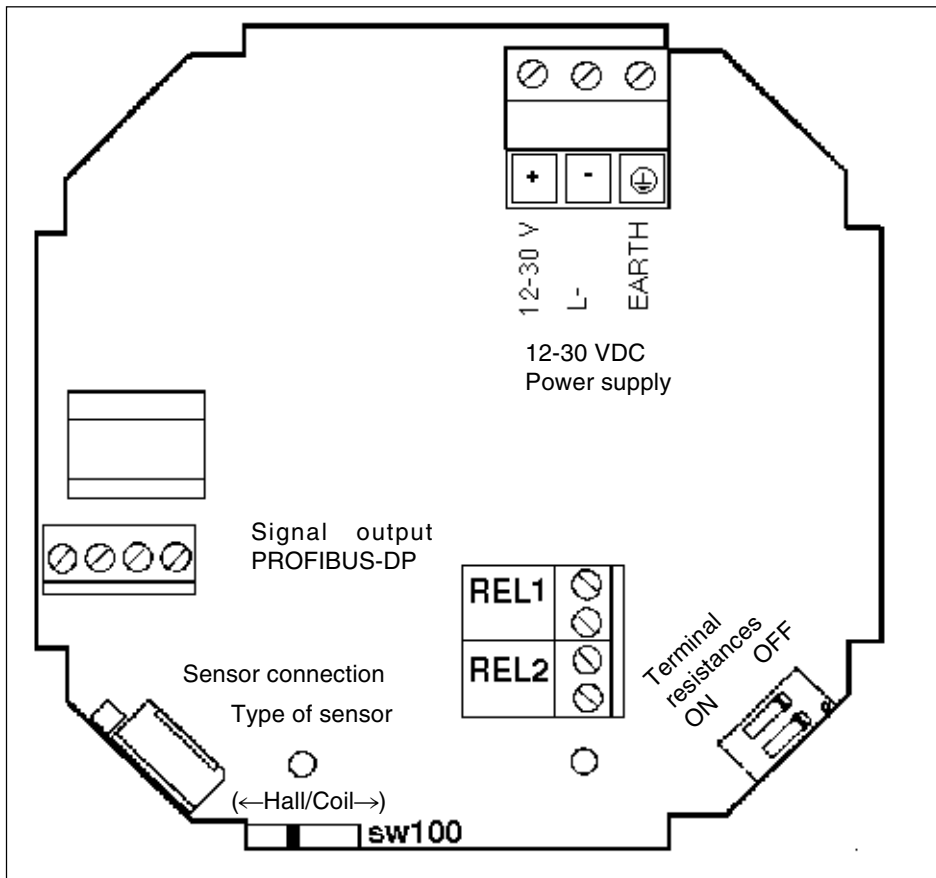 + -
12-30 V
L-
EARTH
12-30 VDC
Power supply
Signal output
PROFIBUS-DP
REL1
REL2
Terminal
resistances
ON OFF
Sensor connection
Type of sensor
(←Hall/Coil→)
sw100